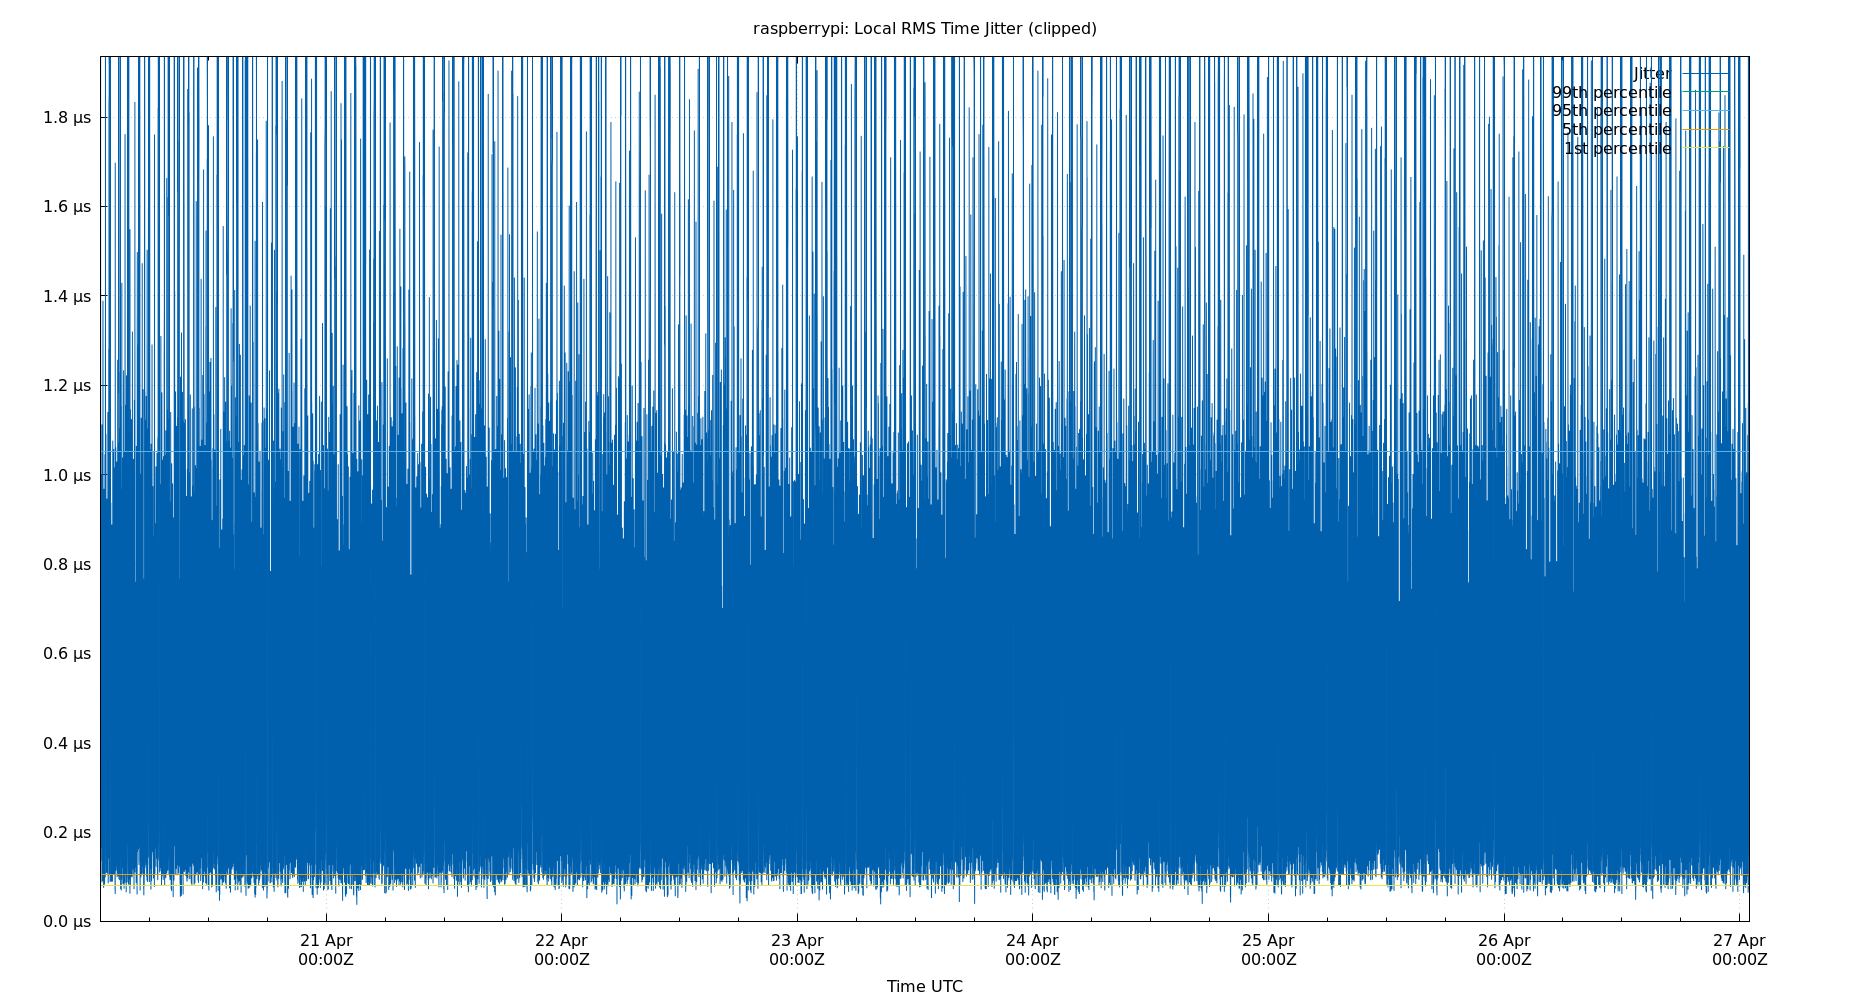 raspberrypi: Local RMS Time Jitter (clipped)
Jitter
99th percentile
95th percentile
5th percentile
1st percentile
1.8 µs
1.6 µs
1.4 µs
1.2 µs
1.0 µs
0.8 µs
0.6 µs
0.4 µs
0.2 µs
0.0 µs
21 Apr 22 Apr 23 Apr 24 Apr 25 Apr 26 Apr 27 Apr
00:00Z 00:00Z 00:00Z 00:00Z 00:00Z 00:00Z 00:00Z
Time UTC